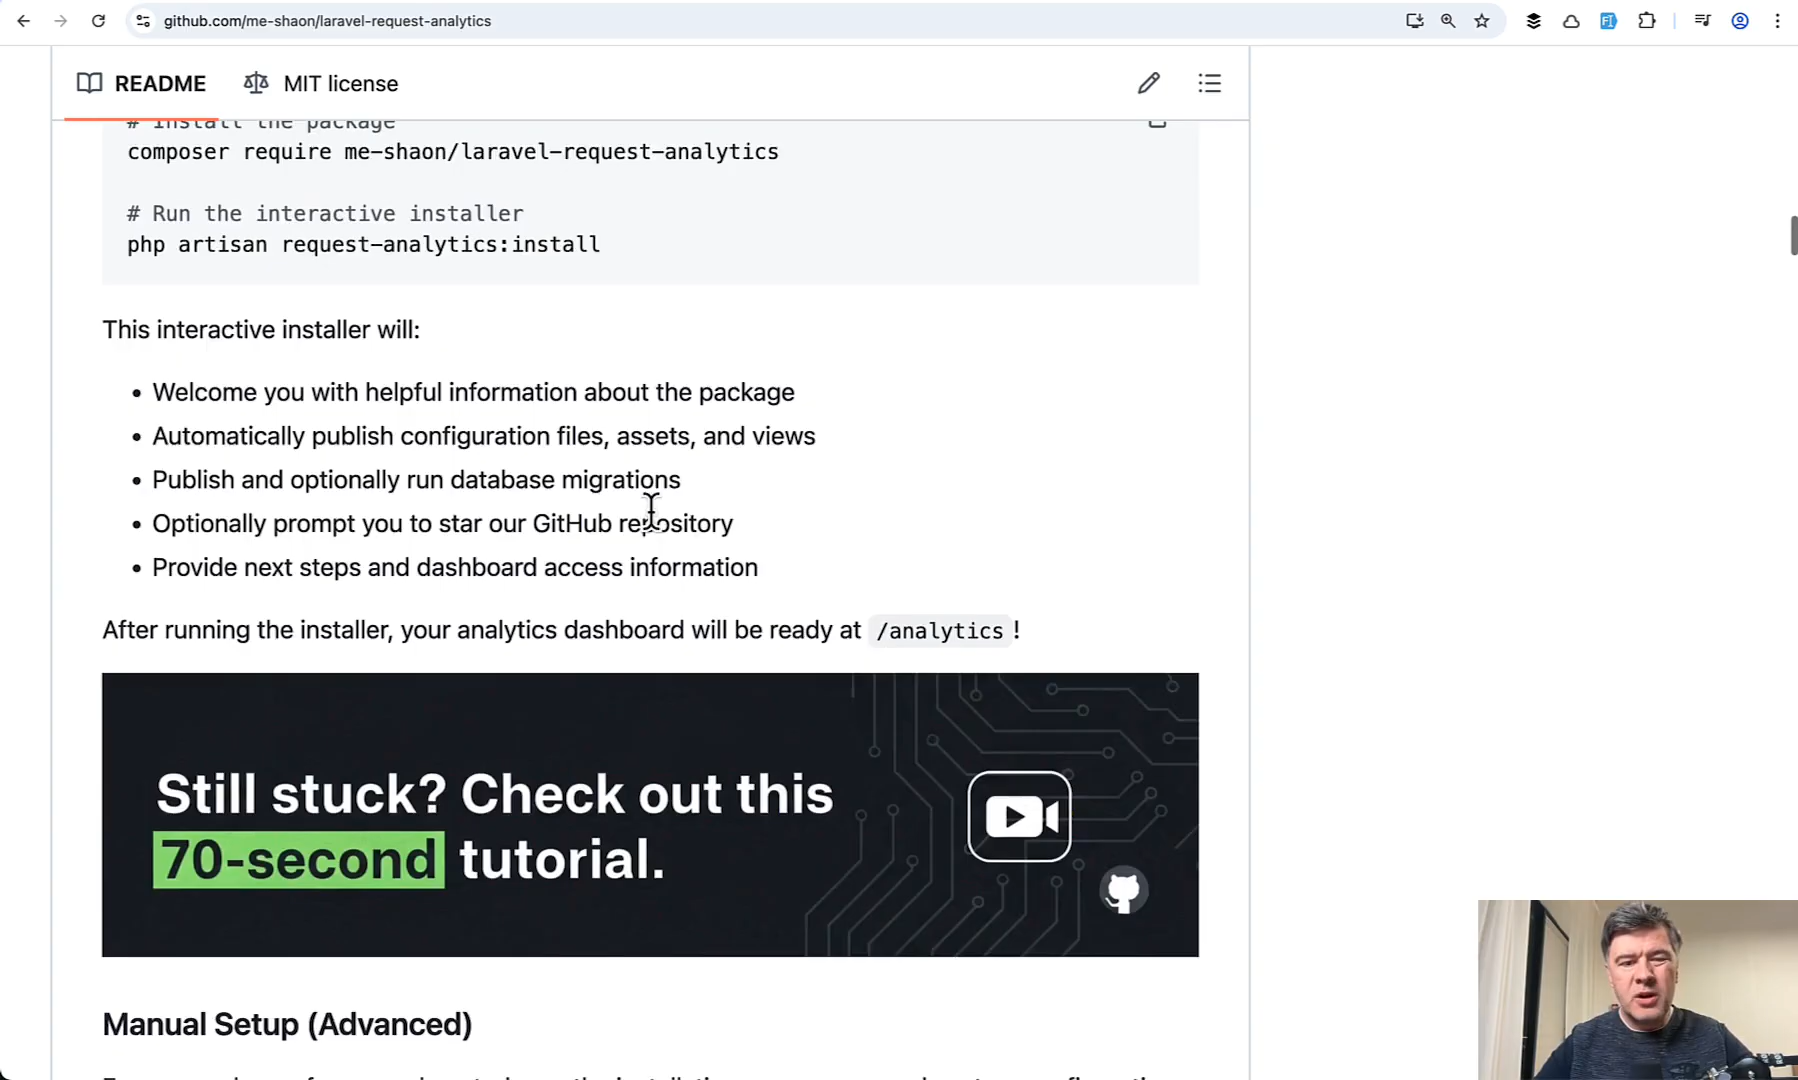 github.com/me-shaon/laravel-request-analytics
README
MIT license
# Install the package
composer require me-shaon/laravel-request-analytics
# Run the interactive installer
php artisan request-analytics:install
This interactive installer will:
• Welcome you with helpful information about the package
• Automatically publish configuration files, assets, and views
• Publish and optionally run database migrations
• Optionally prompt you to star our GitHub repository
• Provide next steps and dashboard access information
After running the installer, your analytics dashboard will be ready at /analytics !
Still stuck? Check out this
70-second tutorial.
Manual Setup (Advanced)